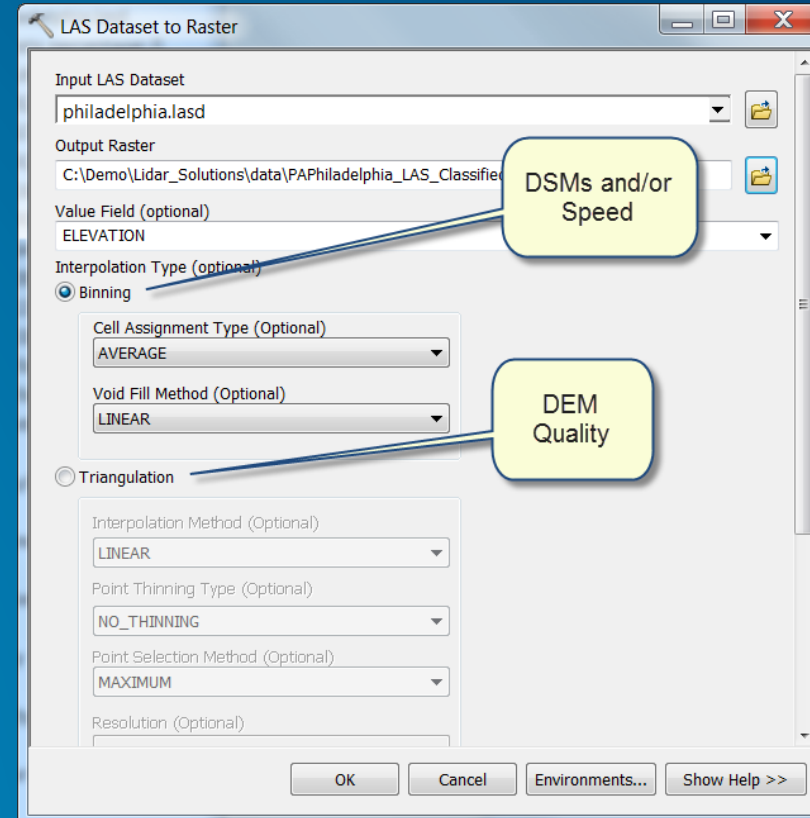 LAS Dataset to Raster
Input LAS Dataset
philadelphia.lasd
Output Raster
C:\Demo\Lidar_Solutions\data\PAPhiladelphia_LAS_Classified
DSMs and/or
Speed
Value Field (optional)
ELEVATION
Interpolation Type (optional)
Binning
Cell Assignment Type (Optional)
AVERAGE
Void Fill Method (Optional)
LINEAR
DEM
Quality
Triangulation
Interpolation Method (Optional)
LINEAR
Point Thinning Type (Optional)
NO_THINNING
Point Selection Method (Optional)
MAXIMUM
Resolution (Optional)
OK
Cancel
Environments...
Show Help >>